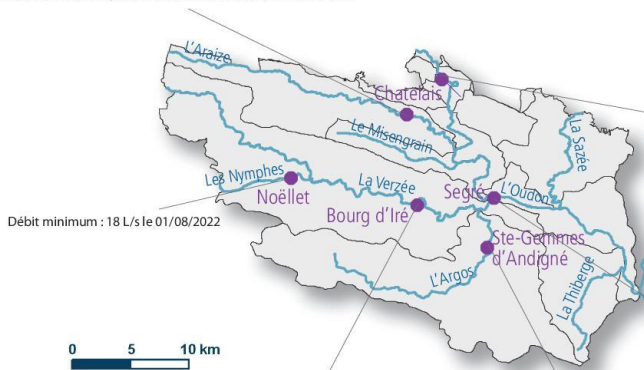 L'Araize
Chatelais
Le Misengrain
La Sazée
Les Nymphes
Noëllet
La Verzée
Segré
L'Oudon
Bourg d'Iré
Débit minimum : 18 L/s le 01/08/2022
Ste-Gemmes
d'Andigné
L'Argos
La Thiberge
0 5 10 km